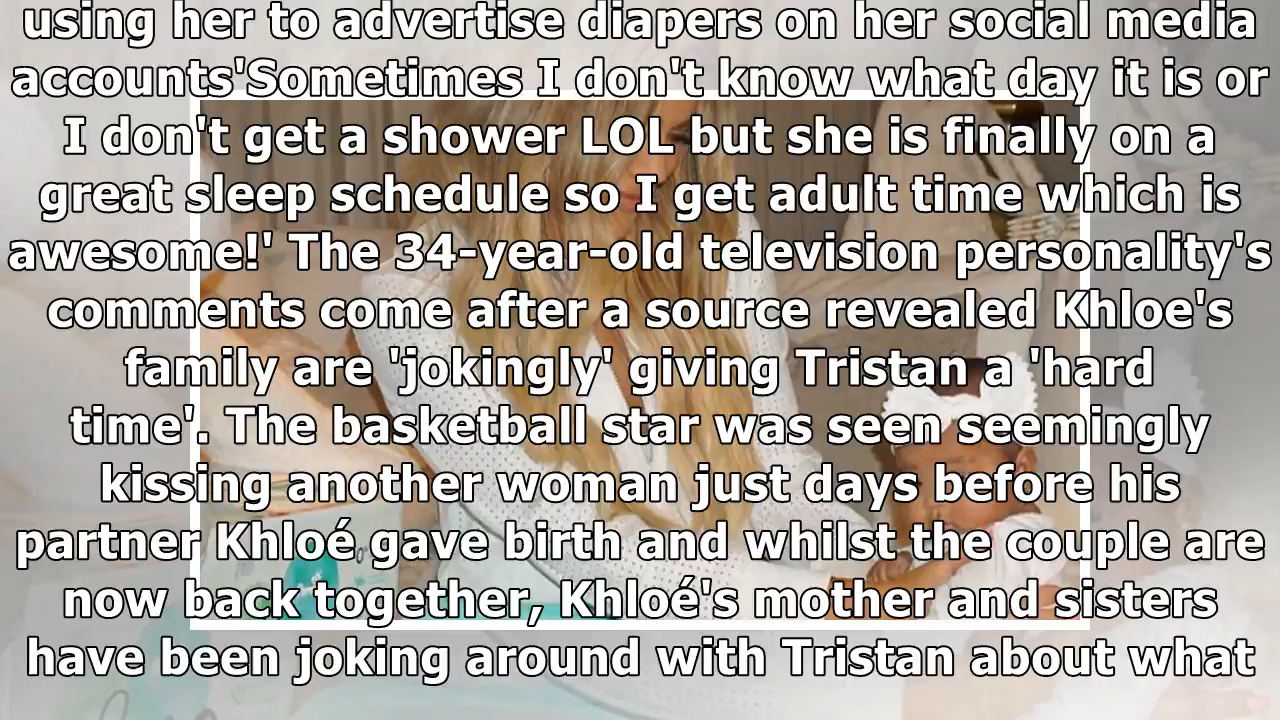 using her to advertise diapers on her social media
accounts'Sometimes I don't know what day it is or
I don't get a shower LOL but she is finally on a
great sleep schedule so I get adult time which is
awesome!' The 34-year-old television personality's
comments come after a source revealed Khloe's
family are 'jokingly' giving Tristan a 'hard
time'. The basketball star was seen seemingly
kissing another woman just days before his
partner Khloé gave birth and whilst the couple are
now back together, Khloé's mother and sisters
have been joking around with Tristan about what